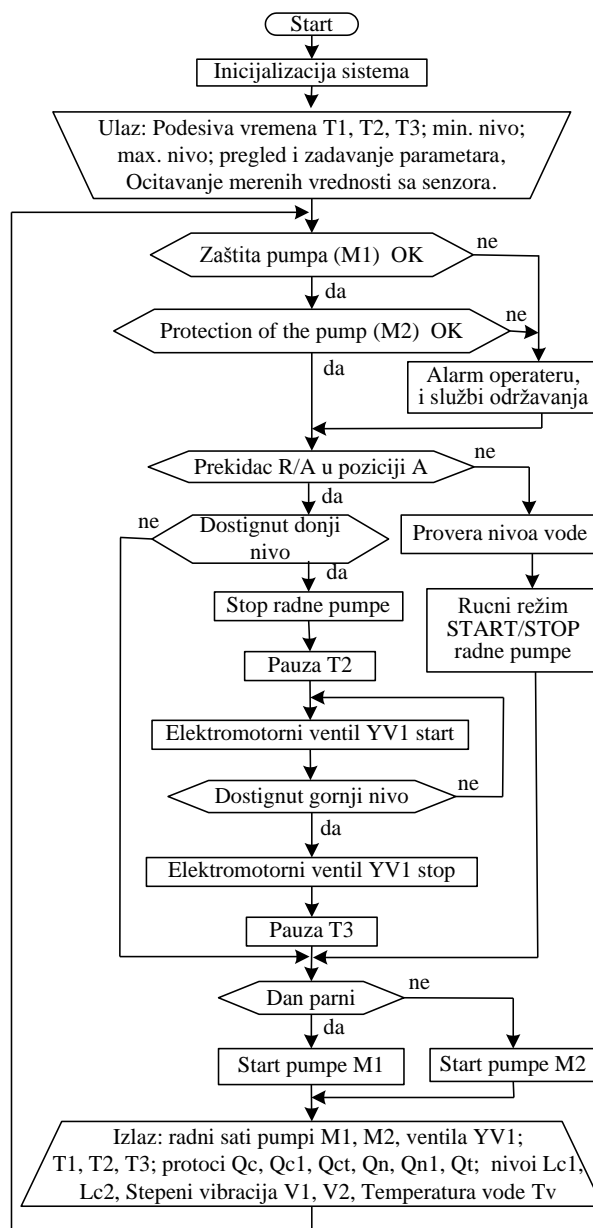 Start
Inicijalizacija sistema
Ulaz: Podesiva vremena T1, T2, T3; min. nivo;
max. nivo; pregled i zadavanje parametara,
Ocitavanje merenih vrednosti sa senzora.
Zaštita pumpa (M1) OK
ne
da
Protection of the pump (M2) OK
ne
da
Alarm operateru,
i službi održavanja
Prekidac R/A u poziciji A
ne
da
ne
Dostignut donji
nivo
da
Provera nivoa vode
Stop radne pumpe
Rucni režim
START/STOP
radne pumpe
Pauza T2
Elektromotorni ventil YV1 start
Dostignut gornji nivo
ne
da
Elektromotorni ventil YV1 stop
Pauza T3
Dan parni
ne
da
Start pumpe M1
Start pumpe M2
Izlaz: radni sati pumpi M1, M2, ventila YV1;
T1, T2, T3; protoci Qc, Qc1, Qct, Qn, Qn1, Qt; nivoi Lc1,
Lc2, Stepeni vibracija V1, V2, Temperatura vode Tv